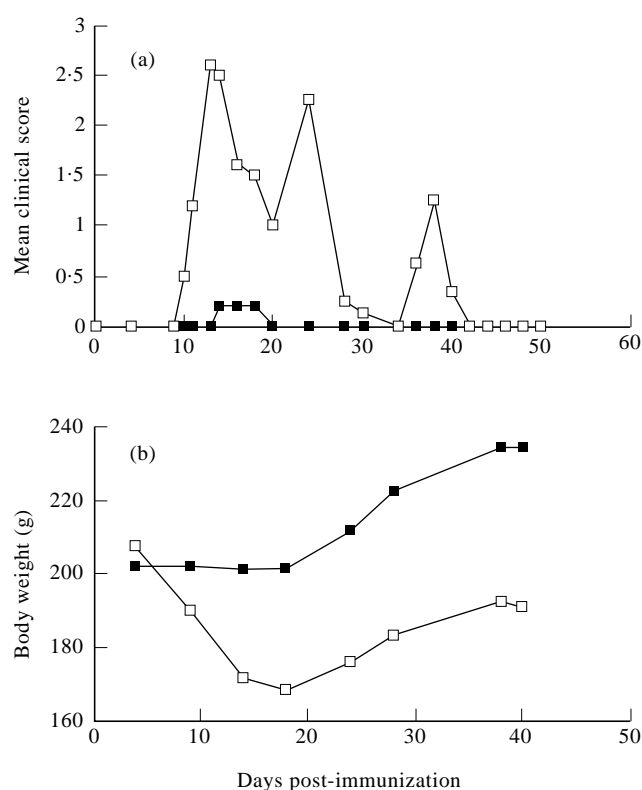 3
2·5
2
1·5
1
0·5
0
(a)
Mean clinical score
0 10 20 30 40 50 60
240
220
200
180
160
(b)
Body weight (g)
0 10 20 30 40 50
Days post-immunization